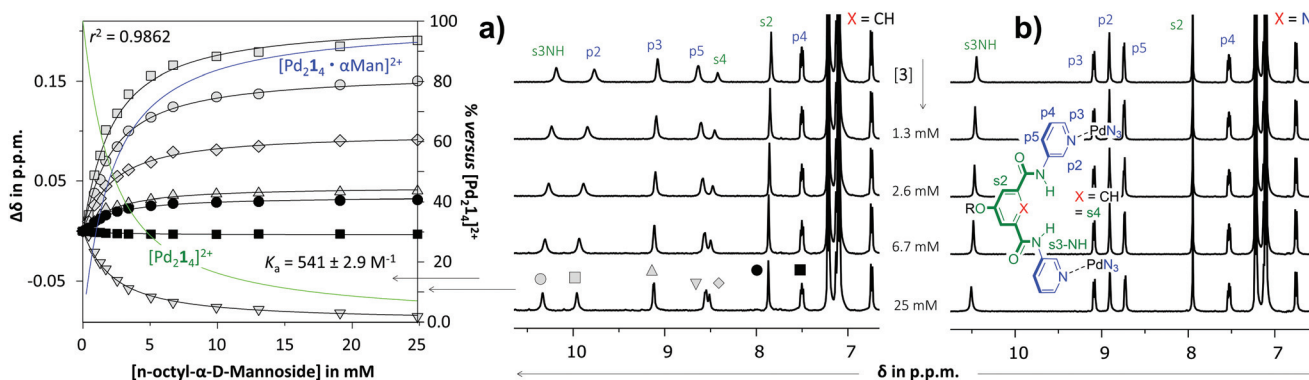 r² = 0.9862
[Pd₂1₄ • αMan]²⁺
[Pd₂1₄]²⁺
Kₐ = 541 ± 2.9 M⁻¹
Δδ in p.p.m.
0.15
0.05
-0.05
100
80
60
40
20
0.0
% versus [Pd₂1₄]²⁺
0 5 10 15 20 25
[n-octyl-α-D-Mannoside] in mM
a)
X = CH
s3NH p2 p3 p5 s4 s2 p4
[3]
1.3 mM
2.6 mM
6.7 mM
25 mM
10 9 8 7
δ in p.p.m.
b)
X = N
s3NH p3 p2 p5 s2 p4
p4 p3
p5 N PdN₃
p2
O N
H
s2
RO X
X
= CH
= s4
H
O N s3-NH
PdN₃
N
10 9 8 7